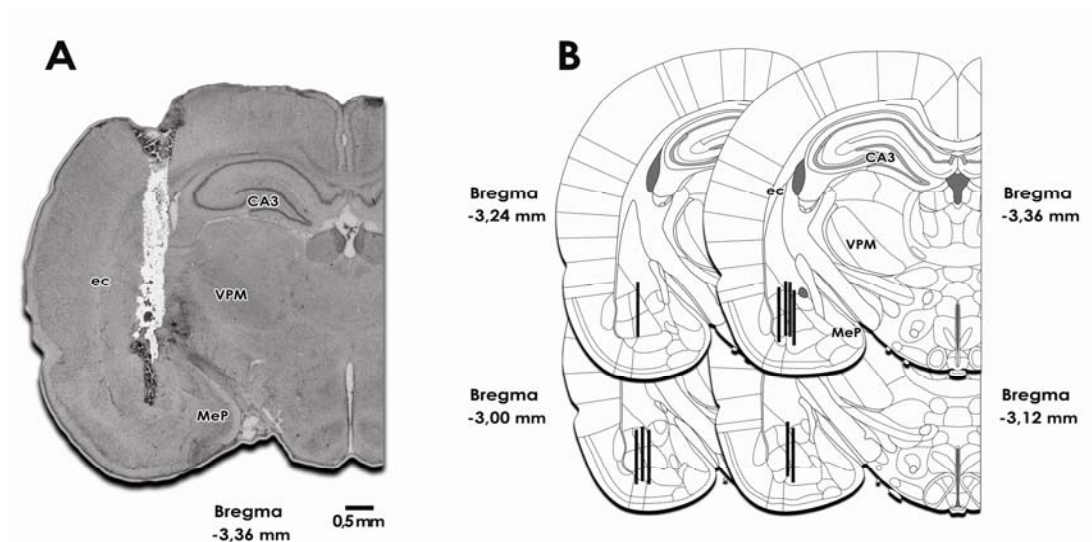 A
CA3
ec
VPM
MeP
Bregma
-3,36 mm
0,5 mm
B
Bregma
-3,24 mm
CA3
ec
VPM
MeP
Bregma
-3,36 mm
Bregma
-3,00 mm
Bregma
-3,12 mm